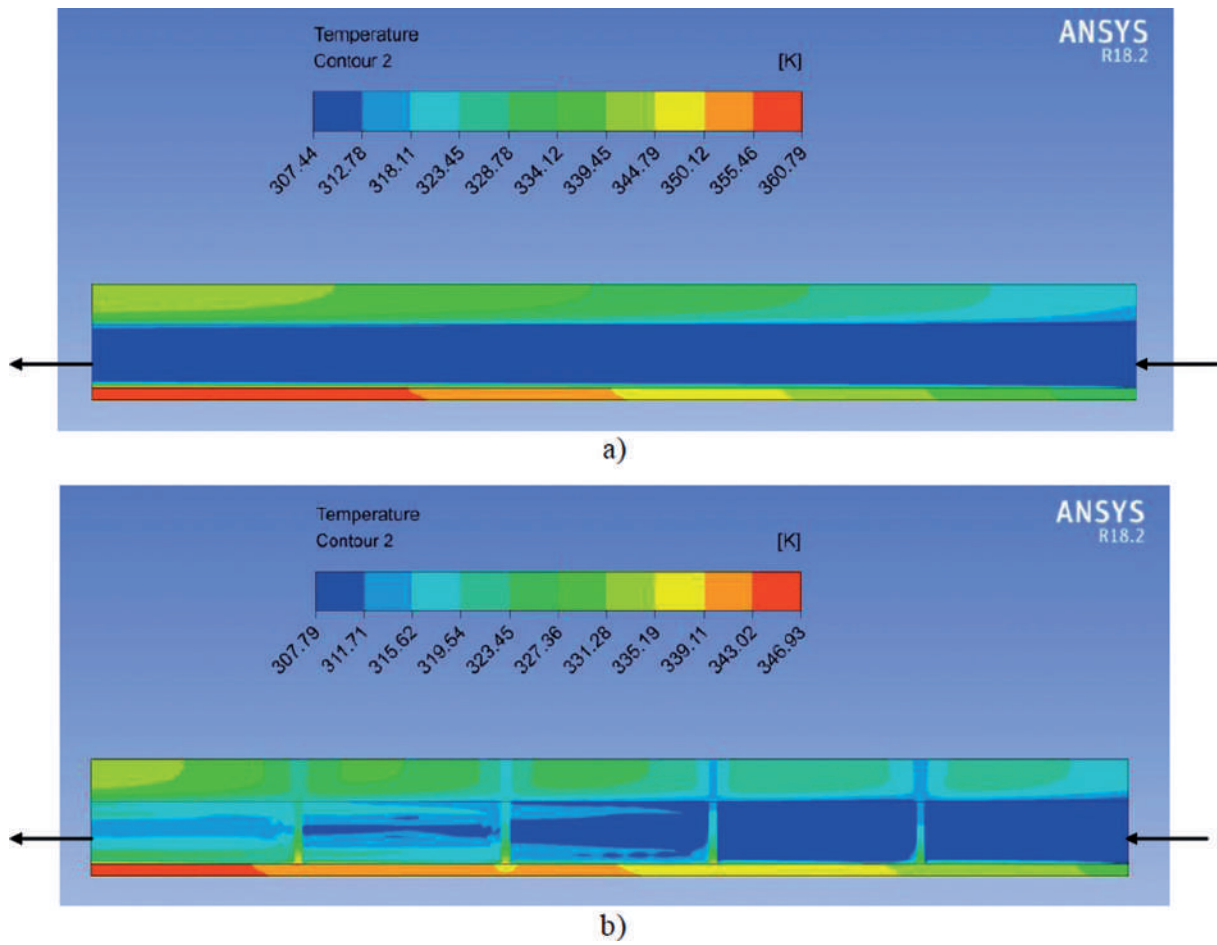 Temperature
Contour 2
[K]
ANSYS
R18.2
307.44
312.78
318.11
323.45
328.78
334.12
339.45
344.79
350.12
355.46
360.79
a)
Temperature
Contour 2
[K]
ANSYS
R18.2
307.79
311.71
315.62
319.54
323.45
327.36
331.28
335.19
339.11
343.02
346.93
b)